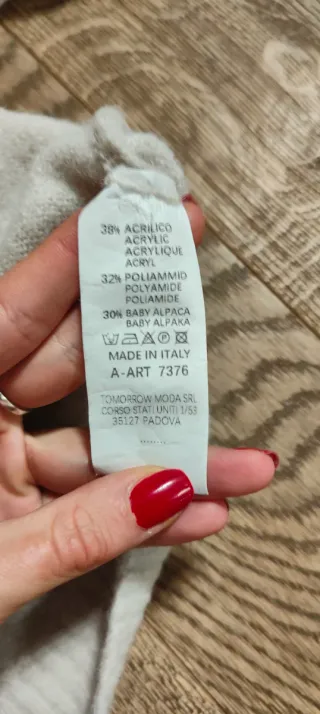 38% ACRILICO
ACRYLIC
ACRYLIQUE
ACRYL
32% POLIAMMID
POLYAMIDE
POLIAMIDE
30% BABY ALPACA
BABY ALPAKA
MADE IN ITALY
A-ART 7376
TOMORROW MODA SRL
CORSO STATI UNITI 1/53
35127 PADOVA